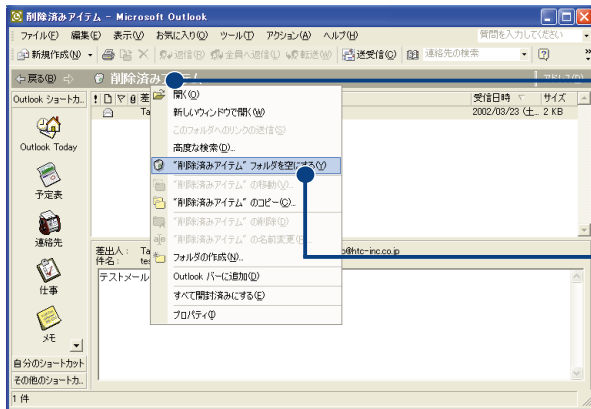 削除済みアイテム - Microsoft Outlook
ファイル(F) 編集(E) 表示(V) お気に入り(O) ツール(T) アクション(A) ヘルプ(H) 質問を入力してください
新規作成(N) 返信(R) 全員へ返信(L) 転送(W) 送受信(C) 連絡先の検索
戻る(B) 削除済みアイテム
Outlook ショートカ...
受信日時 サイズ
Ta
2002/03/23 (土... 2 KB
開く(O)
新しいウィンドウで開く(W)
このフォルダへのリンクの送信(S)
高度な検索(D)...
"削除済みアイテム" フォルダを空にする(Y)
"削除済みアイテム" の移動(V)...
"削除済みアイテム" のコピー(C)...
"削除済みアイテム" の削除(D)
"削除済みアイテム" の名前変更
フォルダの作成(N)...
Outlook バーに追加(D)
すべて開封済みにする(E)
プロパティ(I)
Outlook Today
予定表
連絡先
仕事
メモ
自分のショートカット
その他のショートカ...
差出人: Ta
@htc-inc.co.jp
件名: tes
テストメール
1 件